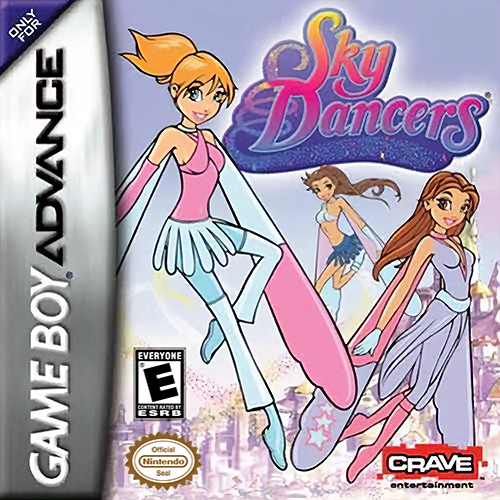 ONLY
FOR
GAME BOY ADVANCE
Sky
Dancers
EVERYONE
E
CONTENT RATED BY
ESRB
Official
Nintendo
Seal
CRAVE
entertainment